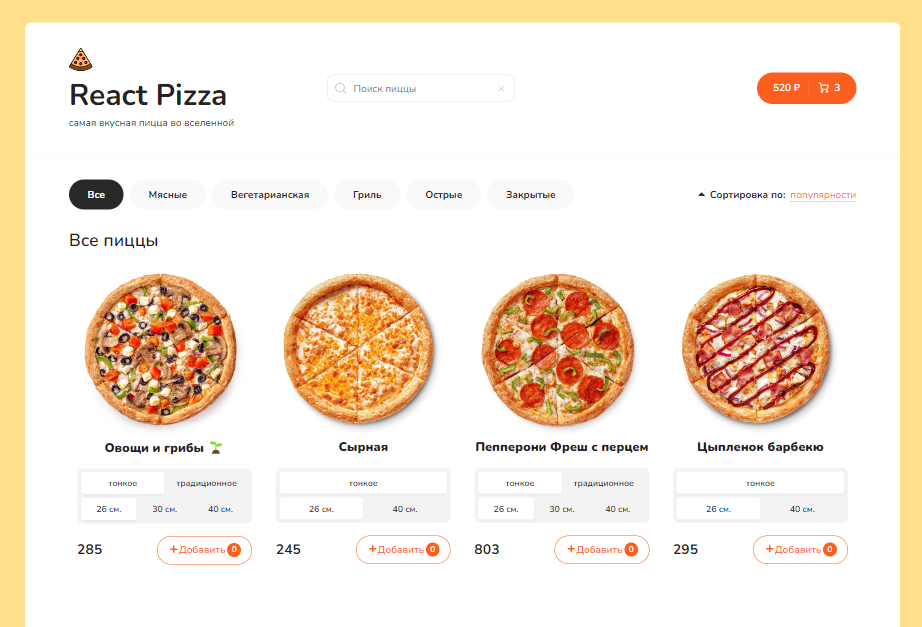 React Pizza
самая вкусная пицца во вселенной
Поиск пиццы
520 ₽ 3
Все Мясные Вегетарианская Гриль Острые Закрытые Сортировка по: популярности
Все пиццы
Овощи и грибы 🌱 Сырная Пепперони Фреш с перцем Цыпленок барбекю
тонкое традиционное тонкое тонкое традиционное тонкое
26 см. 30 см. 40 см. 26 см. 40 см. 26 см. 30 см. 40 см. 26 см. 40 см.
285 +Добавить 0 245 +Добавить 0 803 +Добавить 0 295 +Добавить 0